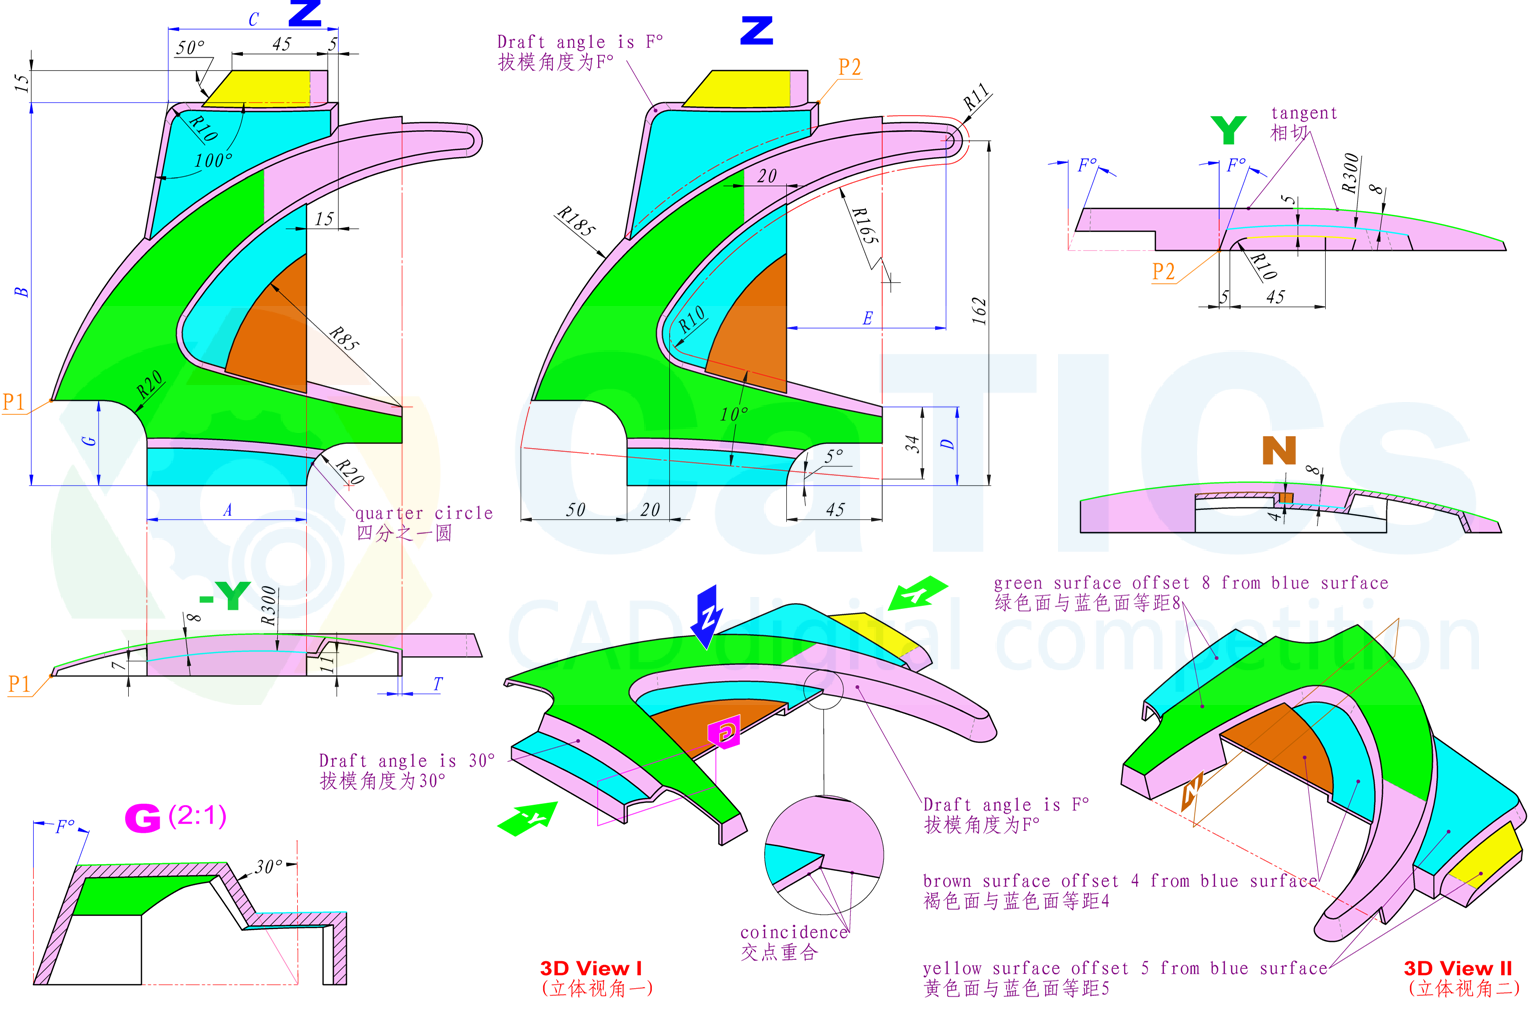 Z
C
45
5
50°
15
R10
100°
B
R185
15
R85
P1
R20
G
R20
A
quarter circle
四分之一圆
Draft angle is F°
拔模角度为F°
Z
P2
R11
20
R165
R10
E
162
10°
5°
34
D
50
20
45
Y
tangent
相切
F°
F°
5
R300
8
P2
R10
5
45
N
8
4
-Y
8
R300
7
11
P1
T
CaTICs
CAD digital competition
green surface offset 8 from blue surface
绿色面与蓝色面等距8
Z
Y
G
-Y
N
Draft angle is 30°
拔模角度为30°
Draft angle is F°
拔模角度为F°
G (2:1)
F°
30°
brown surface offset 4 from blue surface
褐色面与蓝色面等距4
coincidence
交点重合
yellow surface offset 5 from blue surface
黄色面与蓝色面等距5
3D View I
(立体视角一)
3D View II
(立体视角二)